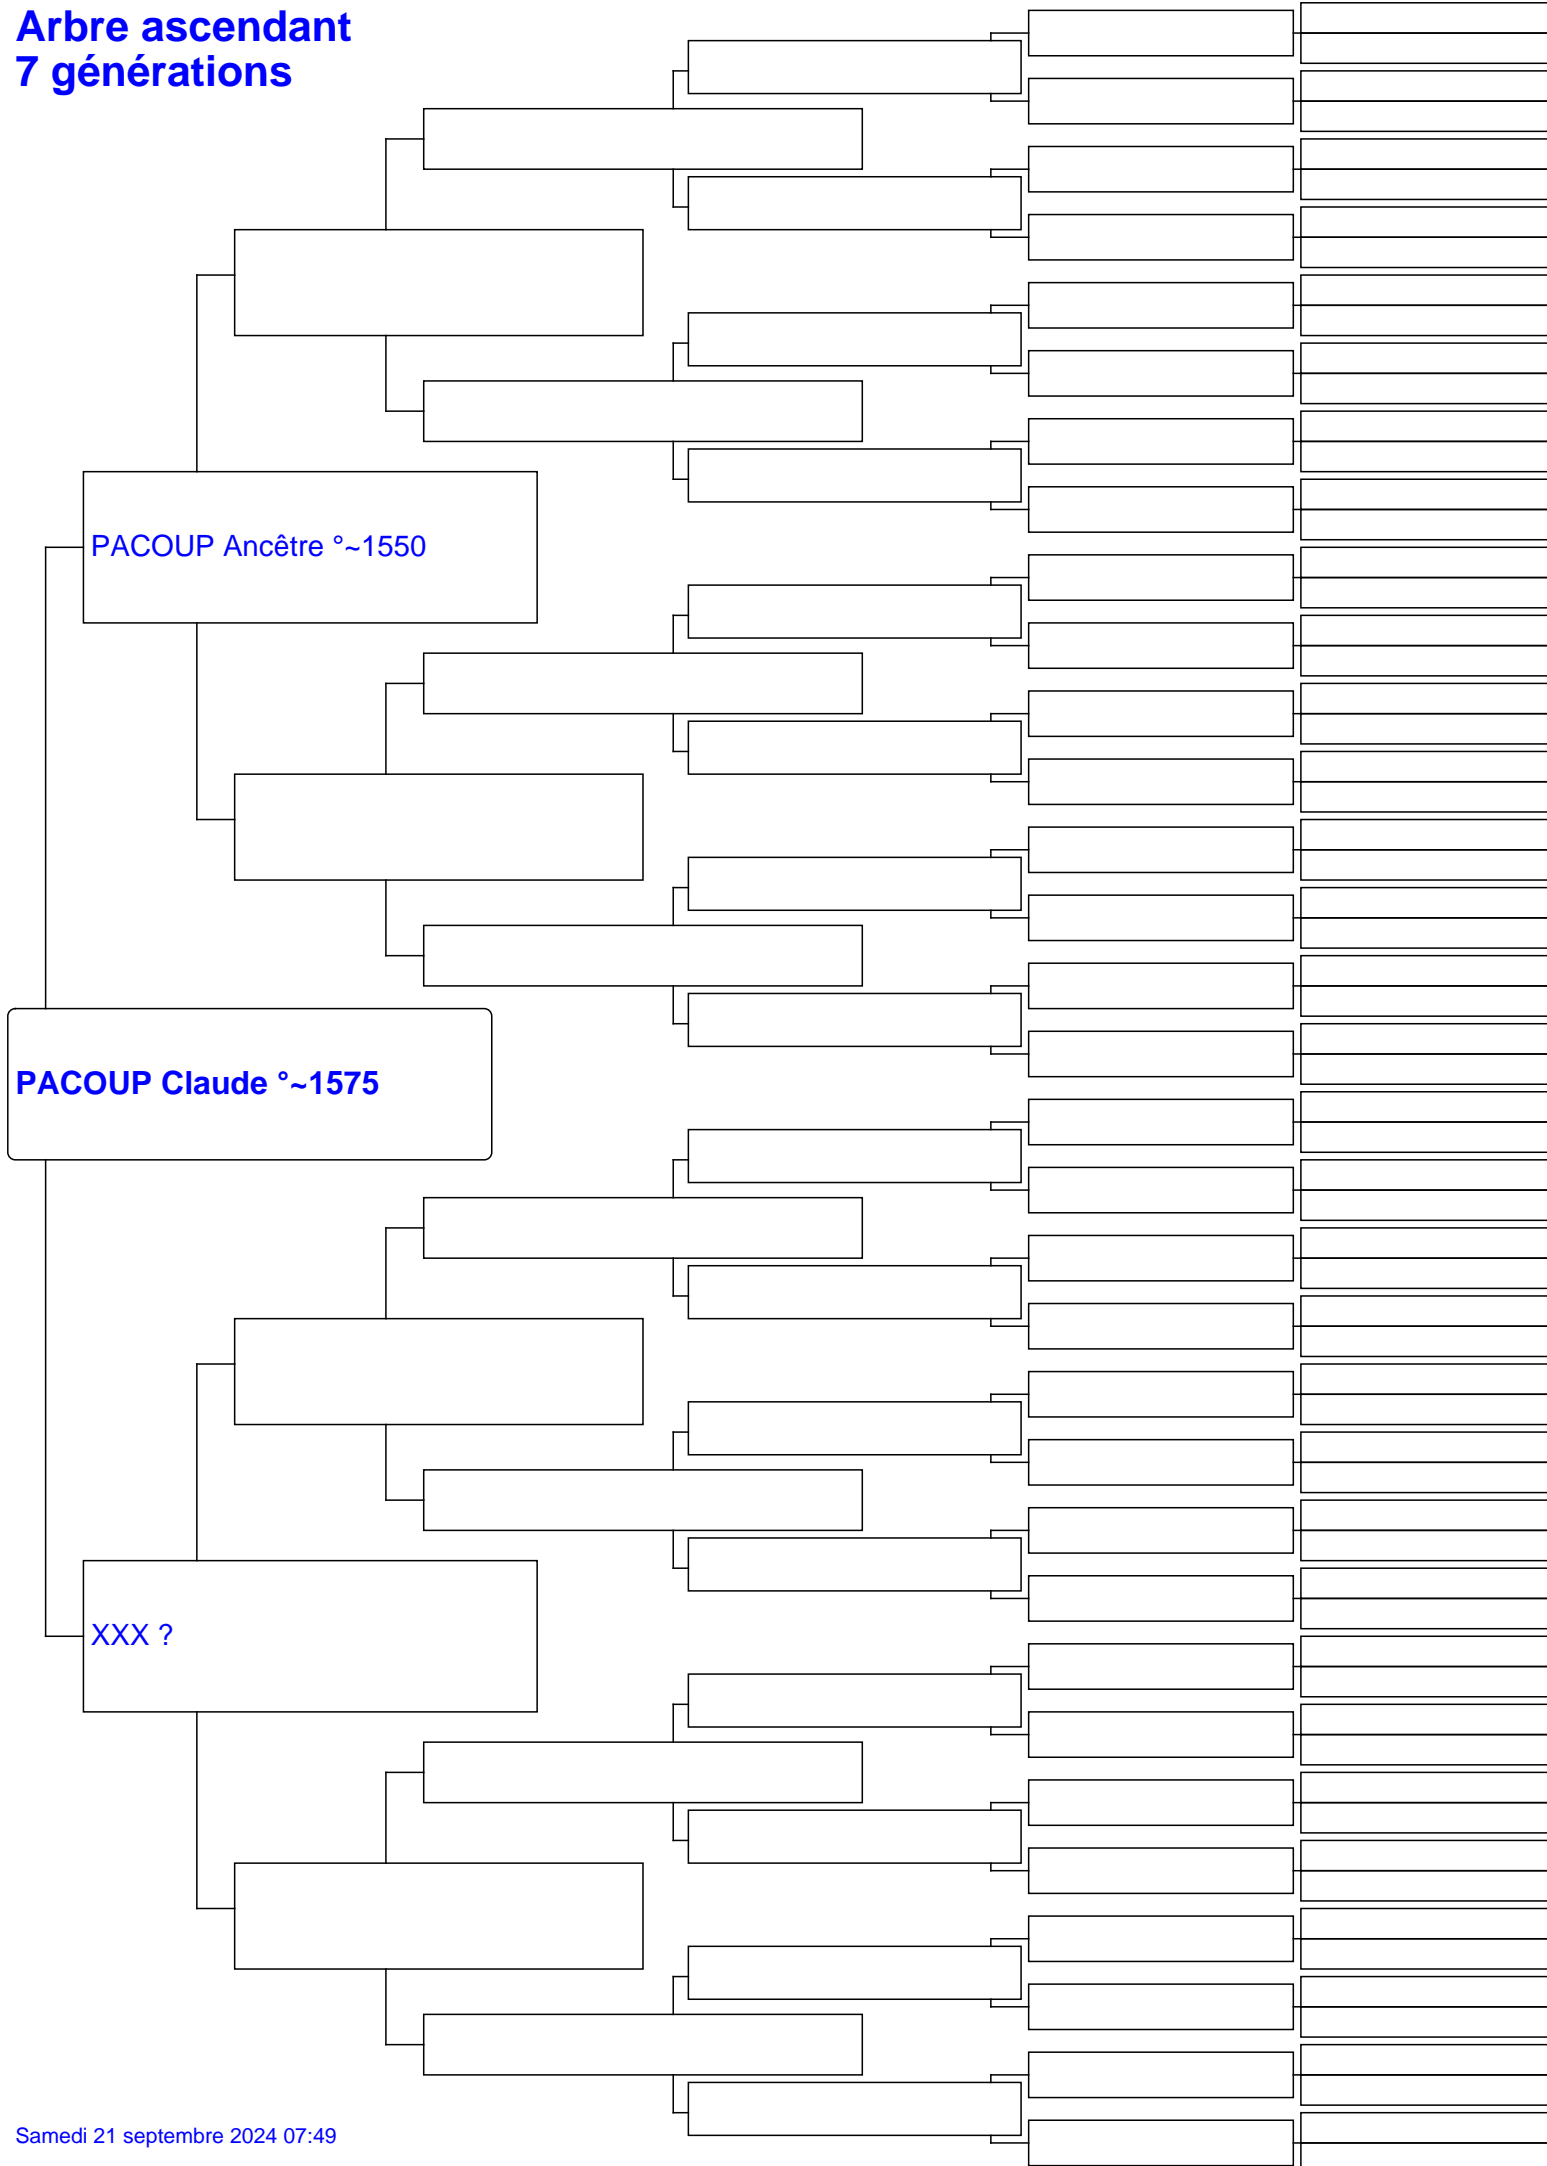 Arbre ascendant
7 générations
PACOUP Ancêtre °~1550
PACOUP Claude °~1575
XXX ?
Samedi 21 septembre 2024 07:49